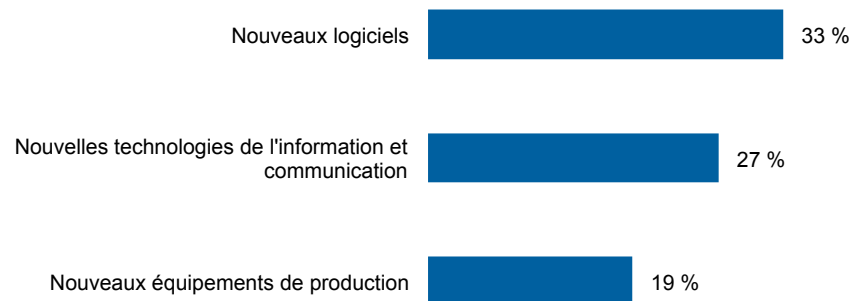 Nouveaux logiciels 33 %
Nouvelles technologies de l'information et
communication 27 %
Nouveaux équipements de production 19 %